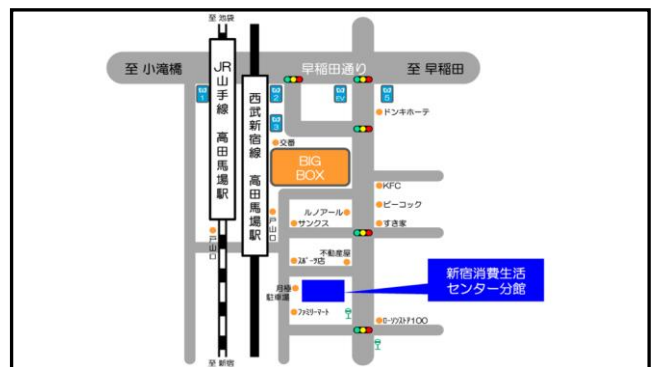 至 池袋
至 小滝橋
早稲田通り
至 早稲田
JR山手線 高田馬場駅
西武新宿線 高田馬場駅
1
2
3
EV
5
ドンキホーテ
交番
BIG
BOX
KFC
ピーコック
ルノアール
サンクス
すき家
戸山口
戸山口
不動産屋
スポーツ店
新宿消費生活
センター分館
月極
駐車場
ファミリーマート
ローソンストア100
至 新宿